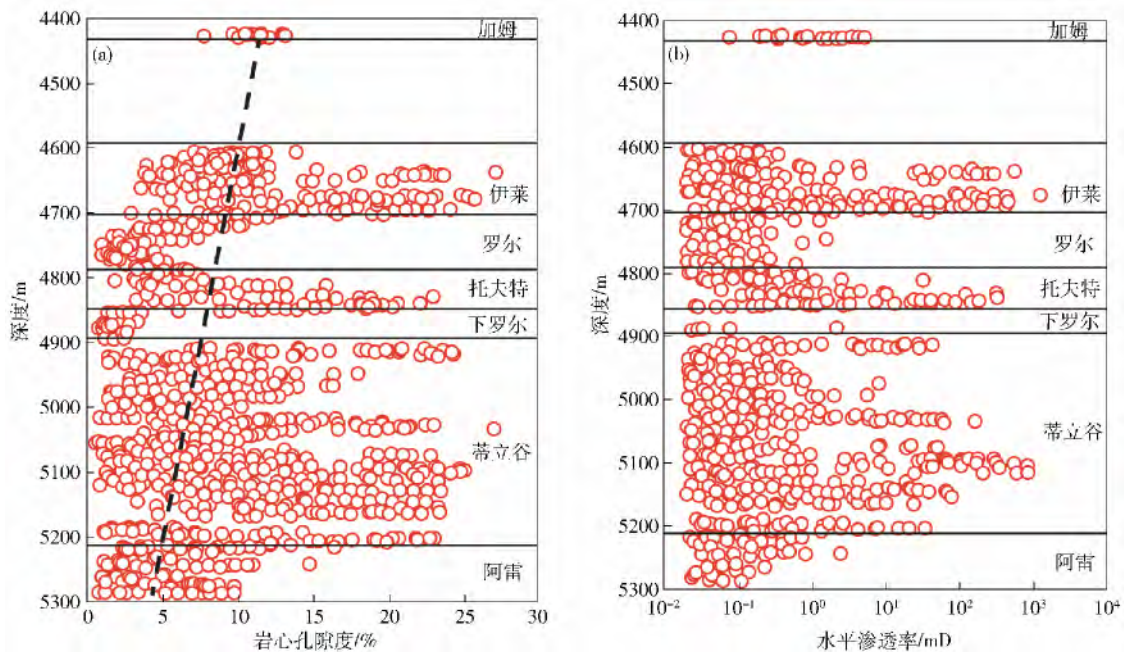 (a)
4400
4500
4600
4700
4800
4900
5000
5100
5200
5300
深度/m
加姆
伊莱
罗尔
托夫特
下罗尔
蒂立谷
阿雷
0
5
10
15
20
25
30
岩心孔隙度/%
(b)
4400
4500
4600
4700
4800
4900
5000
5100
5200
5300
深度/m
加姆
伊莱
罗尔
托夫特
下罗尔
蒂立谷
阿雷
10⁻²
10⁻¹
10⁰
10¹
10²
10³
10⁴
水平渗透率/mD